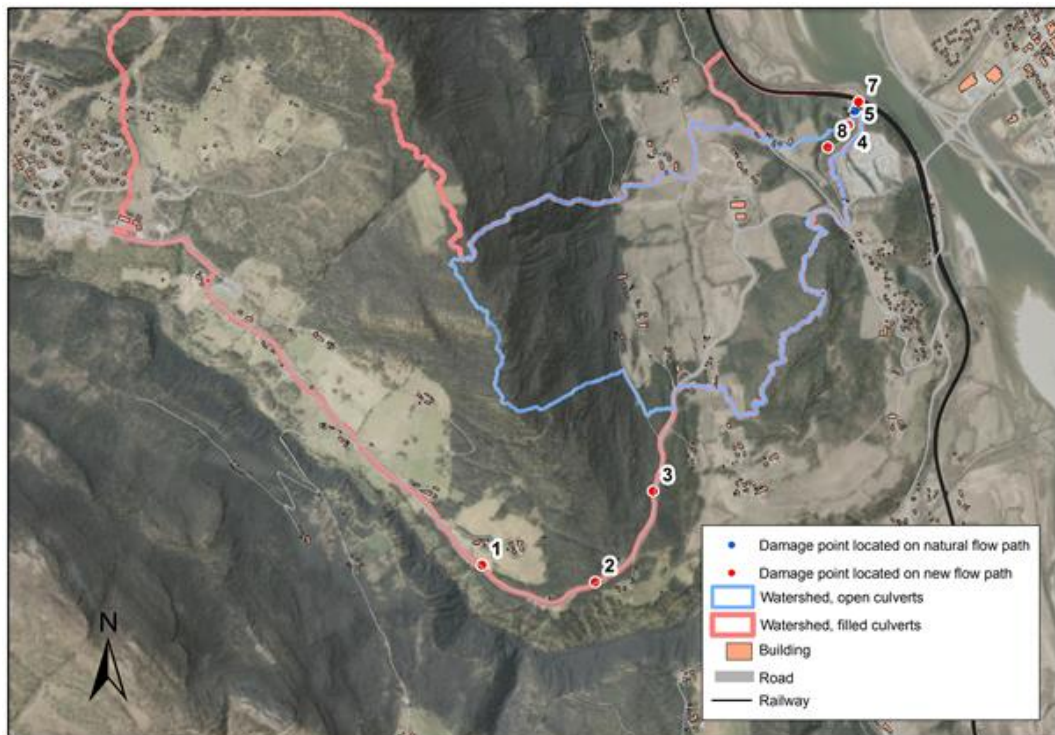 7
5
8
4
3
1
2
N
Damage point located on natural flow path
Damage point located on new flow path
Watershed, open culverts
Watershed, filled culverts
Building
Road
Railway